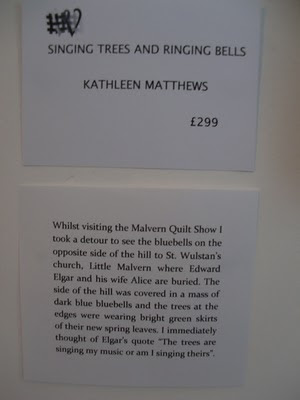 SINGING TREES AND RINGING BELLS
KATHLEEN MATTHEWS
£299
Whilst visiting the Malvern Quilt Show I
took a detour to see the bluebells on the
opposite side of the hill to St. Wulstan's
church, Little Malvern where Edward
Elgar and his wife Alice are buried. The
side of the hill was covered in a mass of
dark blue bluebells and the trees at the
edges were wearing bright green skirts
of their new spring leaves. I immediately
thought of Elgar's quote "The trees are
singing my music or am I singing theirs".